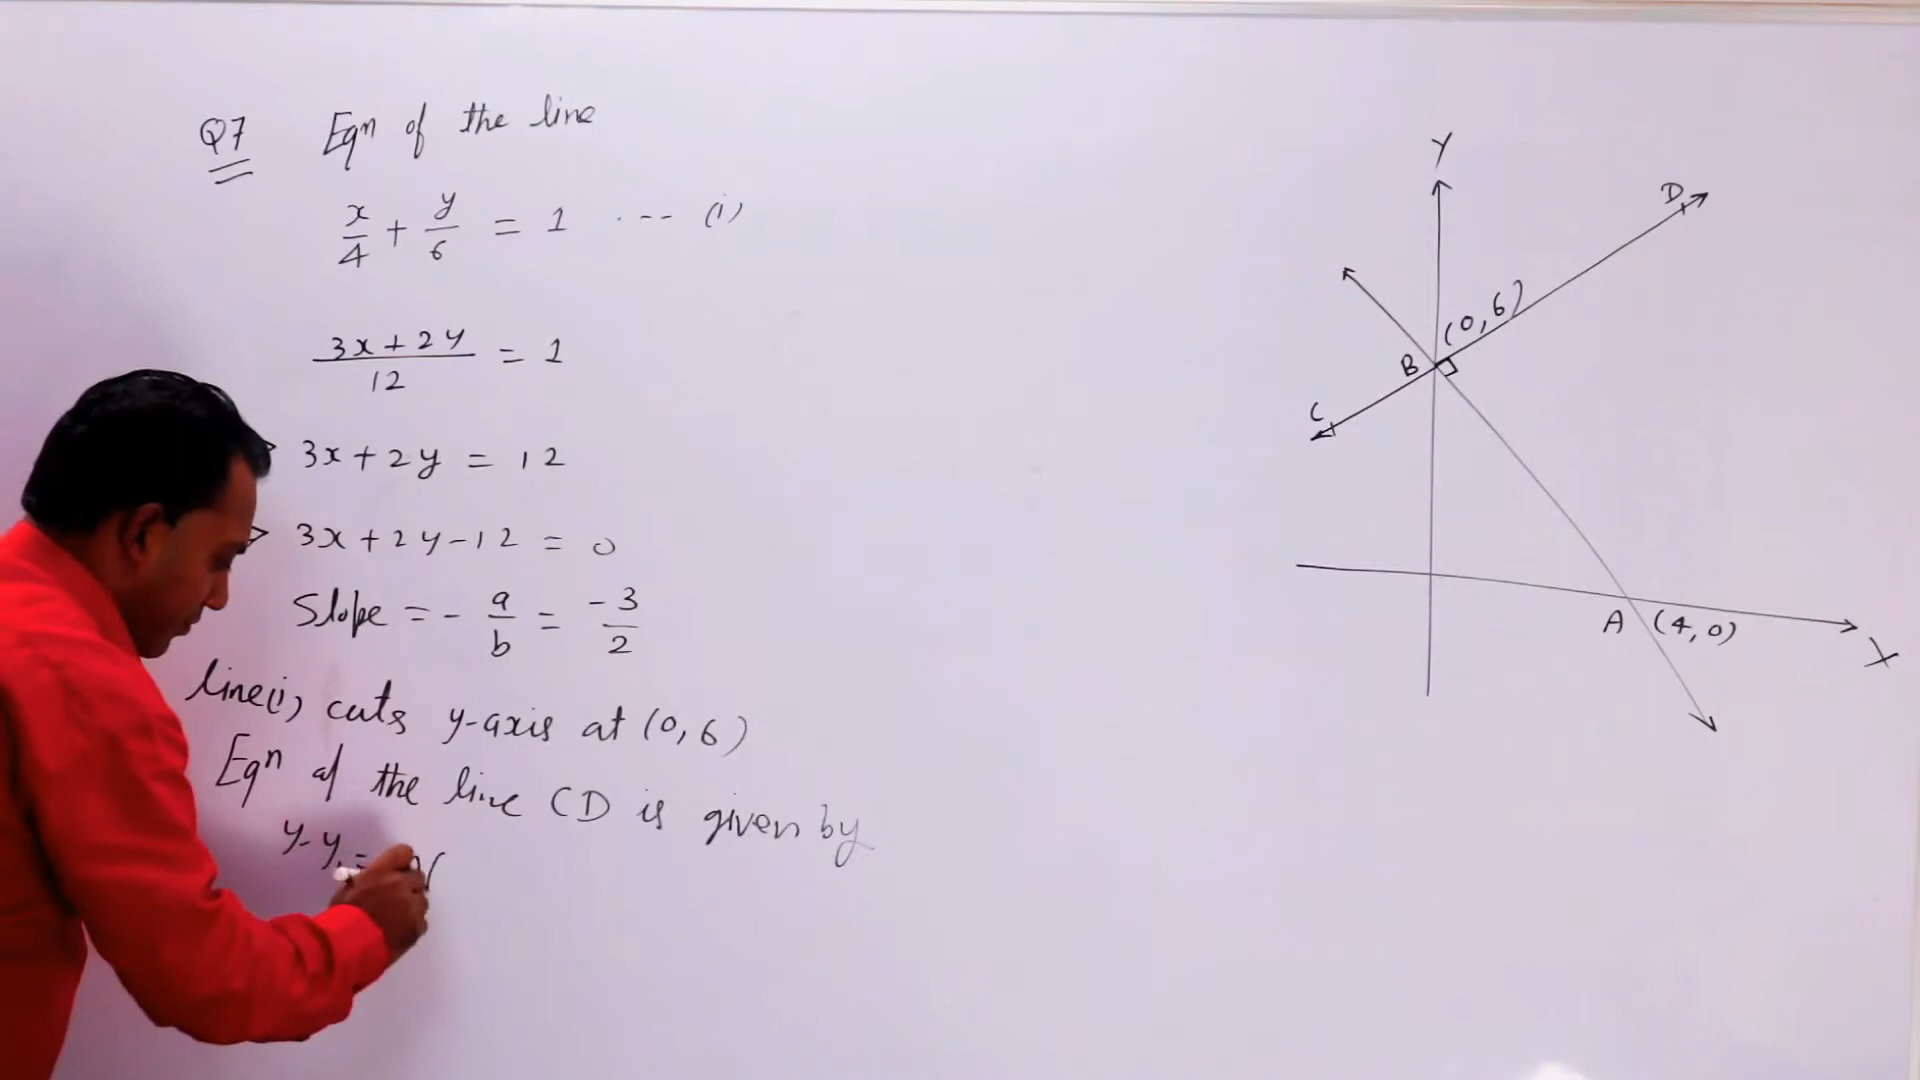 Q7 Eqn of the line
x/4 + y/6 = 1 --- (i)
3x+2y/12 = 1
3x+2y = 12
3x+2y-12 = 0
Slope = - a/b = -3/2
line(i) cuts y-axis at (0,6)
Eqn of the line CD is given by
y-y₁ =
Y
D
(0,6)
B
C
A (4,0)
X